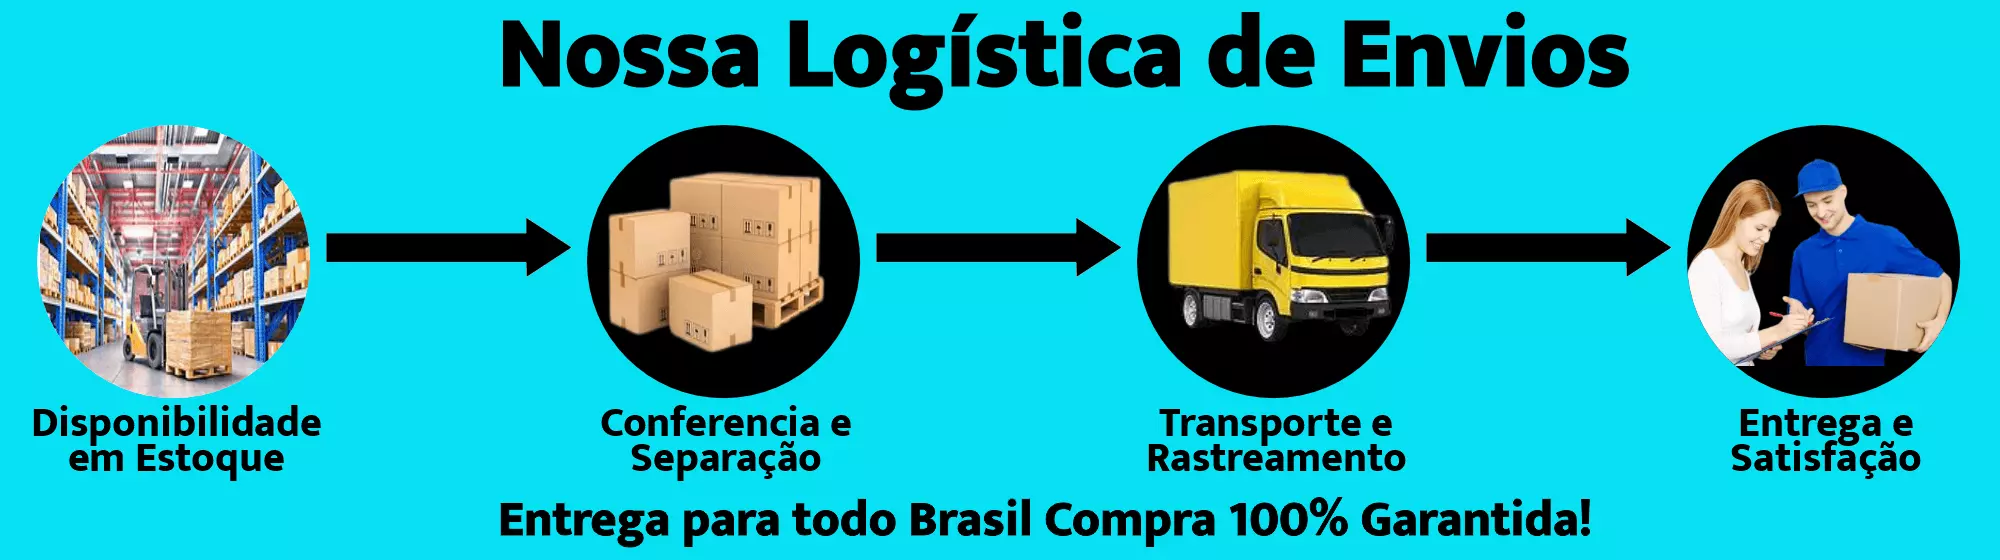 Nossa Logística de Envios
Disponibilidade
em Estoque
Conferencia e
Separação
Transporte e
Rastreamento
Entrega e
Satisfação
Entrega para todo Brasil Compra 100% Garantida!